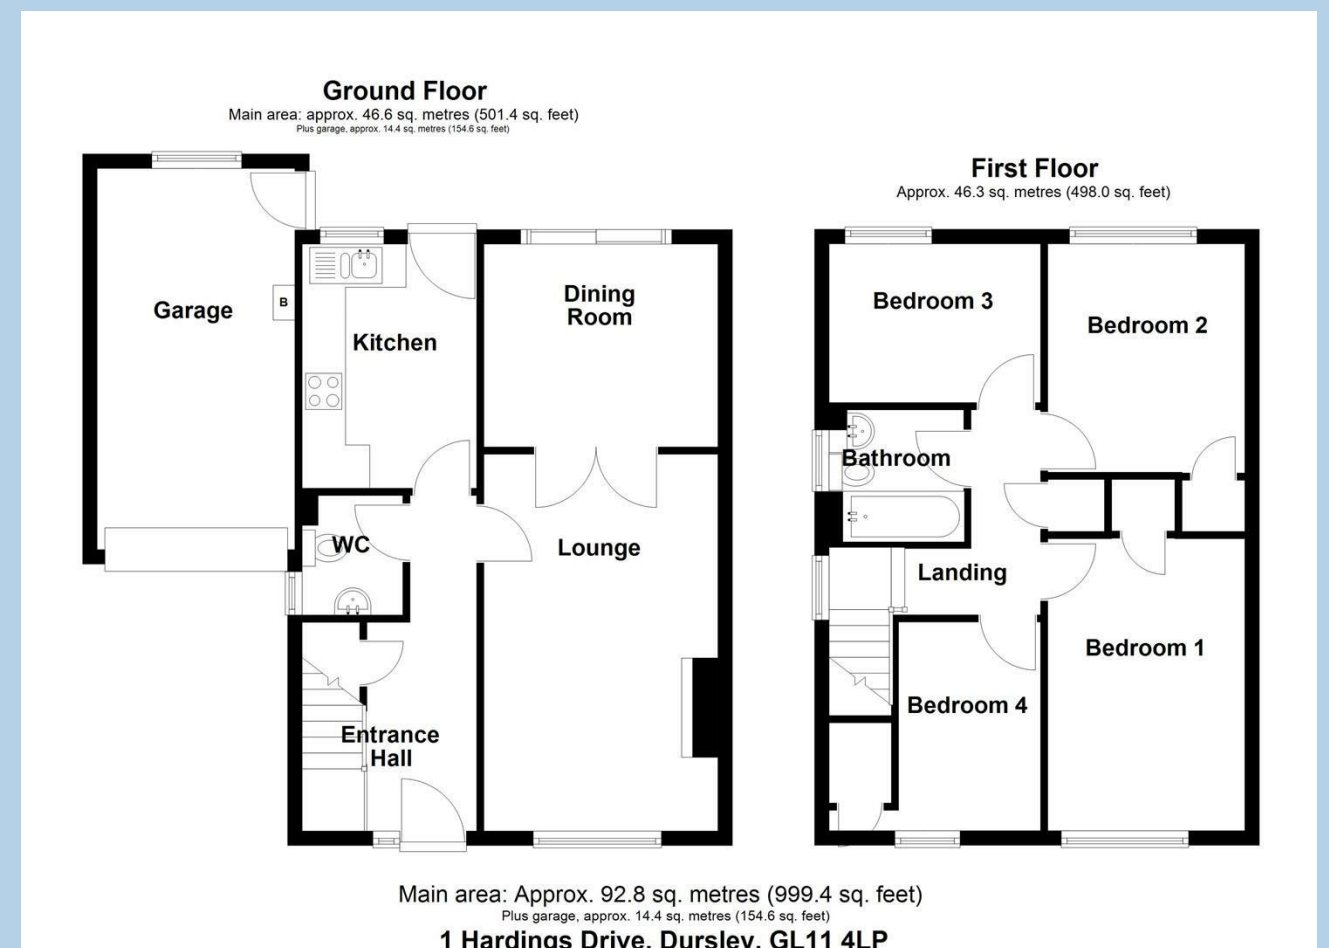 Ground Floor
Main area: approx. 46.6 sq. metres (501.4 sq. feet)
Plus garage, approx. 14.4 sq. metres (154.6 sq. feet)
First Floor
Approx. 46.3 sq. metres (498.0 sq. feet)
Garage
B
Kitchen
Dining
Room
WC
Lounge
Entrance
Hall
Bedroom 3
Bedroom 2
Bathroom
Landing
Bedroom 1
Bedroom 4
Main area: Approx. 92.8 sq. metres (999.4 sq. feet)
Plus garage, approx. 14.4 sq. metres (154.6 sq. feet)
1 Hardings Drive, Dursley, GL11 4LP